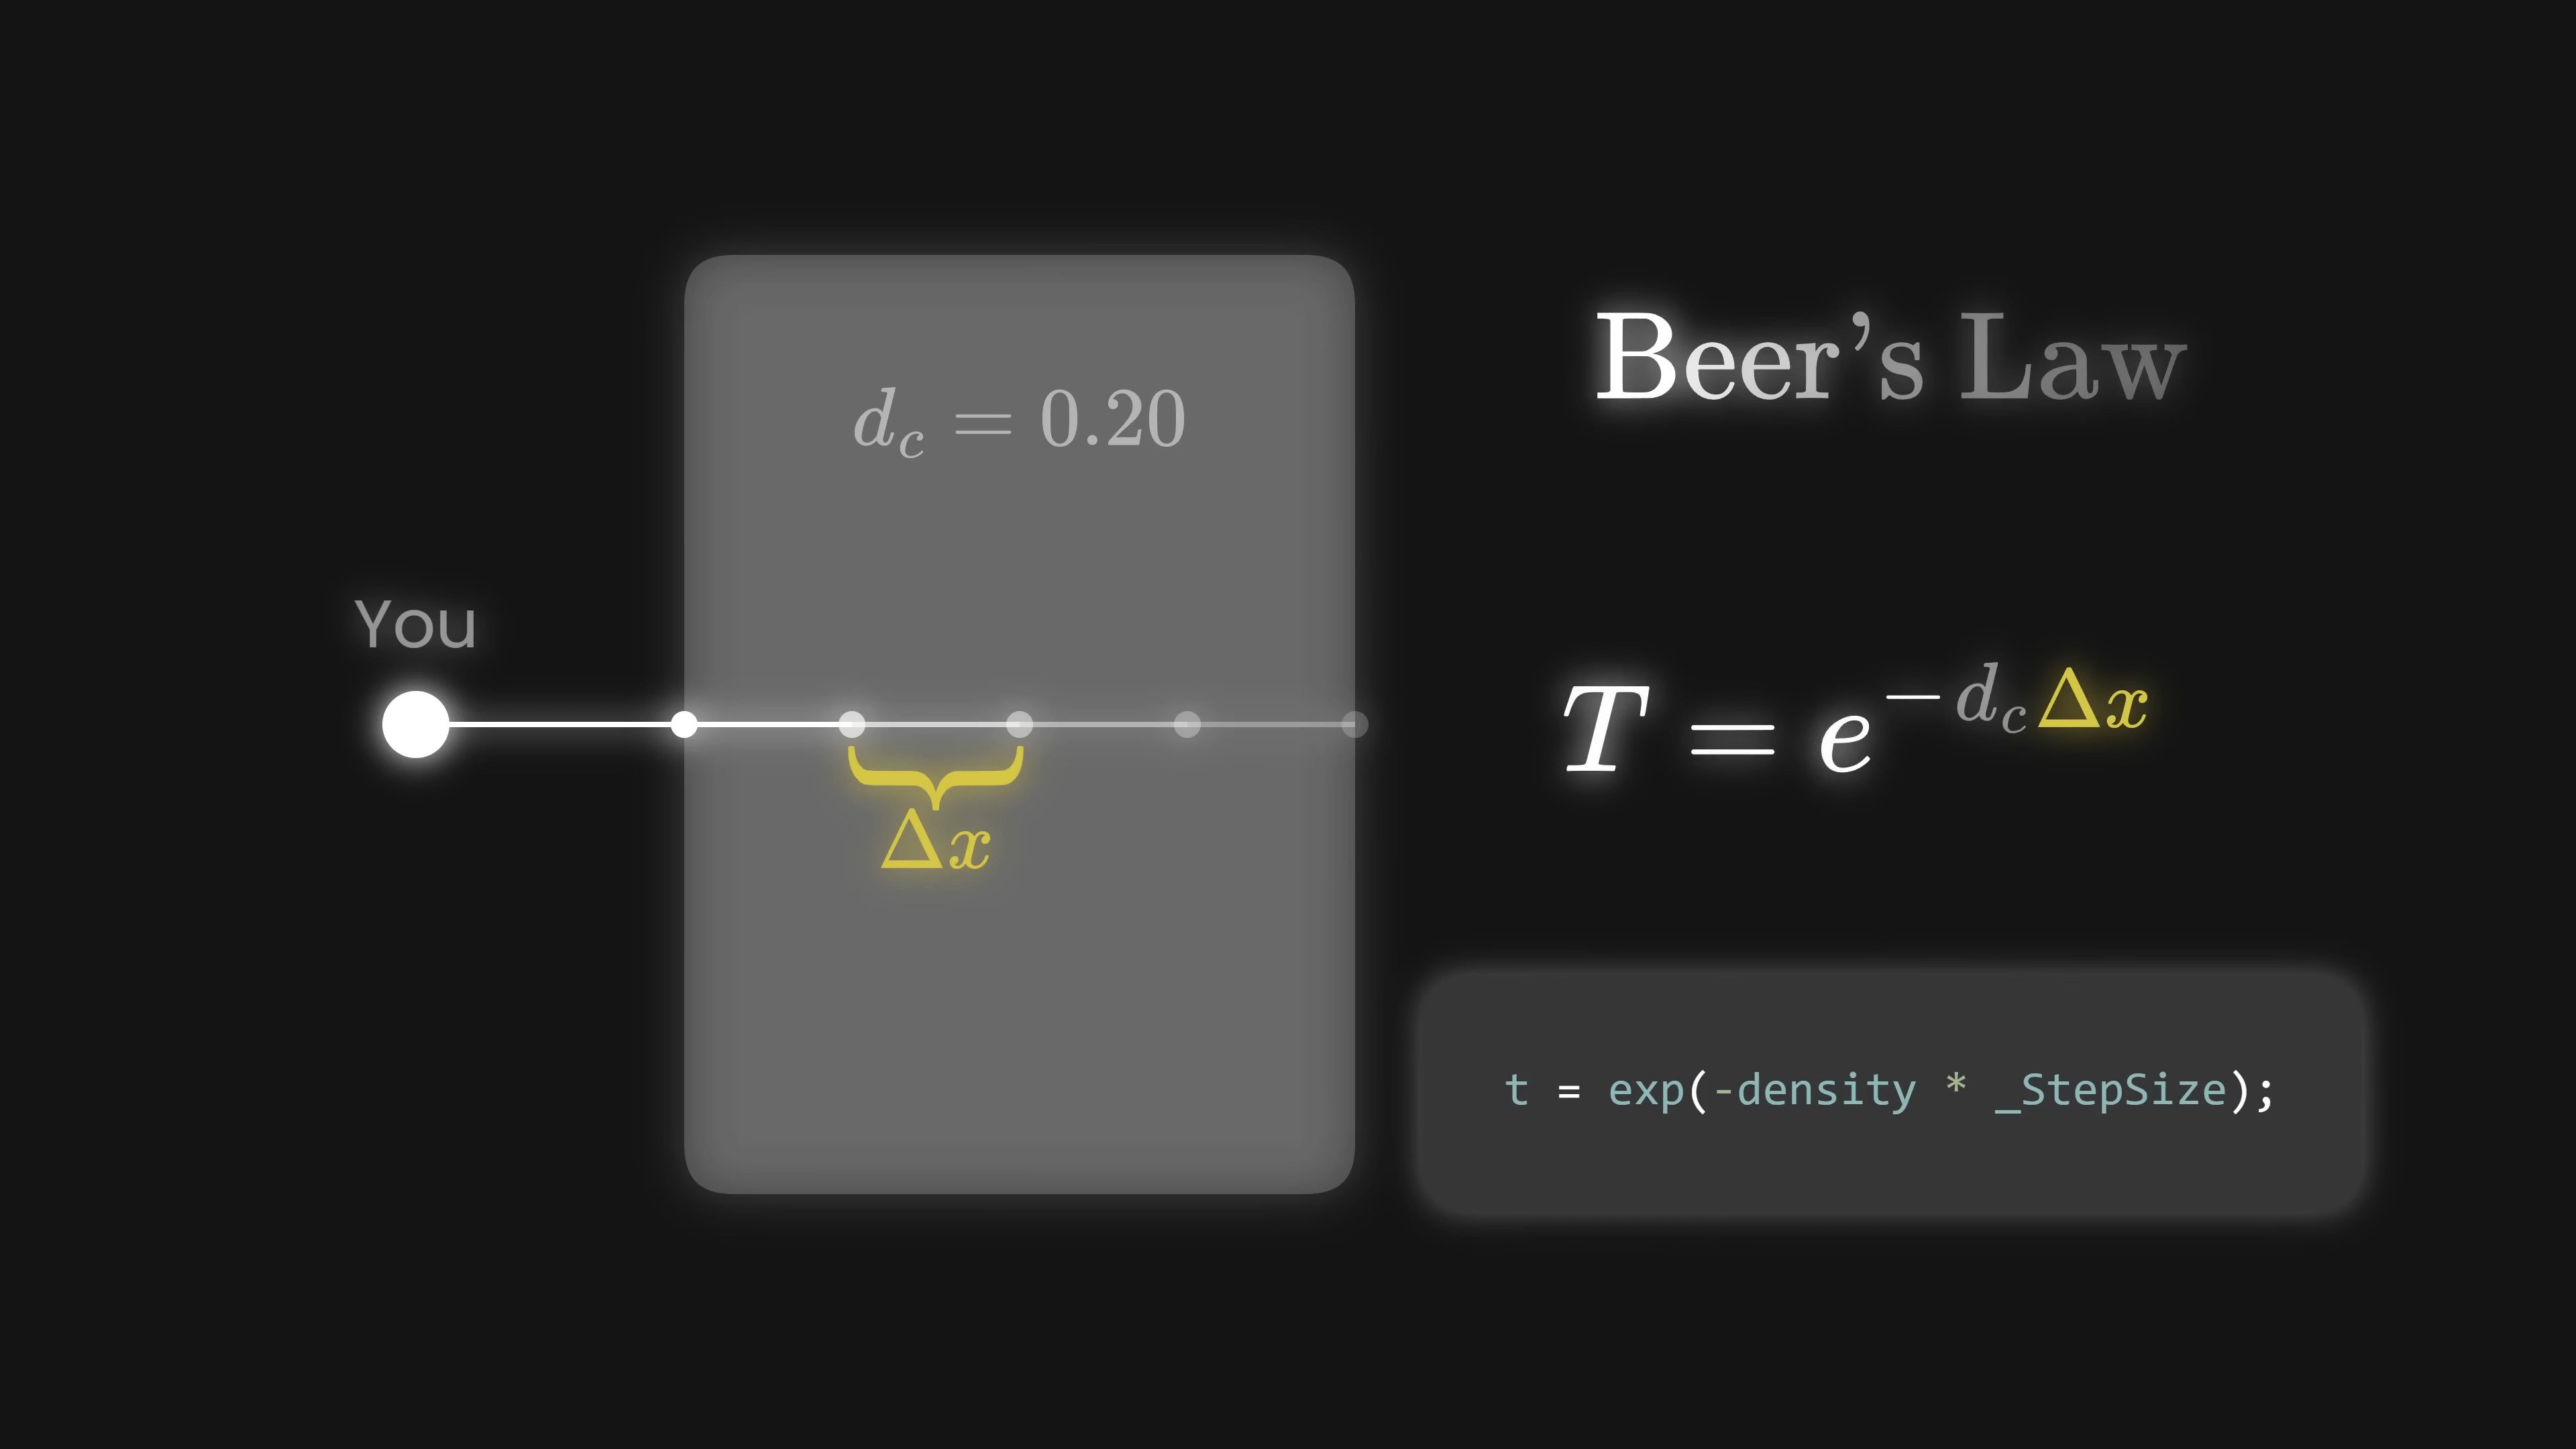 Beer’s Law
d_c = 0.20
You
Δx
T = e^{-d_c Δx}
t = exp(-density * _StepSize);